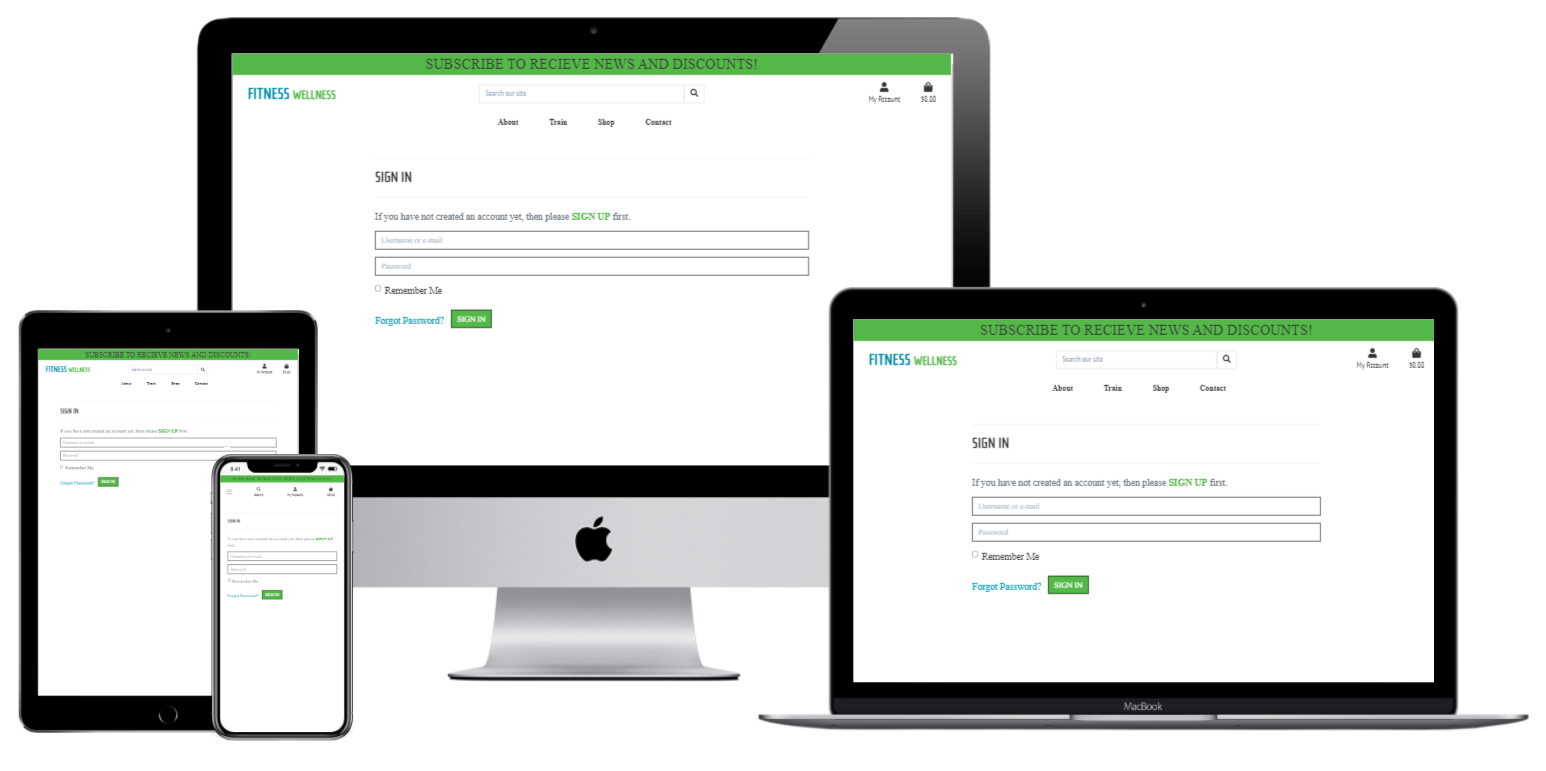 SUBSCRIBE TO RECIEVE NEWS AND DISCOUNTS!
FITNESS WELLNESS
Search our site
My Account
$0.00
About Train Shop Contact
SIGN IN
If you have not created an account yet, then please SIGN UP first.
Username or e-mail
Password
Remember Me
Forgot Password? SIGN IN
SUBSCRIBE TO RECIEVE NEWS AND DISCOUNTS!
FITNESS WELLNESS
Search our site
My Account
$0.00
About Train Shop Contact
SIGN IN
If you have not created an account yet, then please SIGN UP first.
Username or e-mail
Password
Remember Me
Forgot Password? SIGN IN
MacBook
SUBSCRIBE TO RECIEVE NEWS AND DISCOUNTS!
FITNESS WELLNESS
My Account
$0.00
About Train Shop Contact
SIGN IN
If you have not created an account yet, then please SIGN UP first.
Username or e-mail
Password
Remember Me
Forgot Password? SIGN IN
9:41
Search
My Account
$0.00
SIGN IN
If you have not created an account yet, then please SIGN UP
first.
Username or e-mail
Password
Remember Me
Forgot Password? SIGN IN